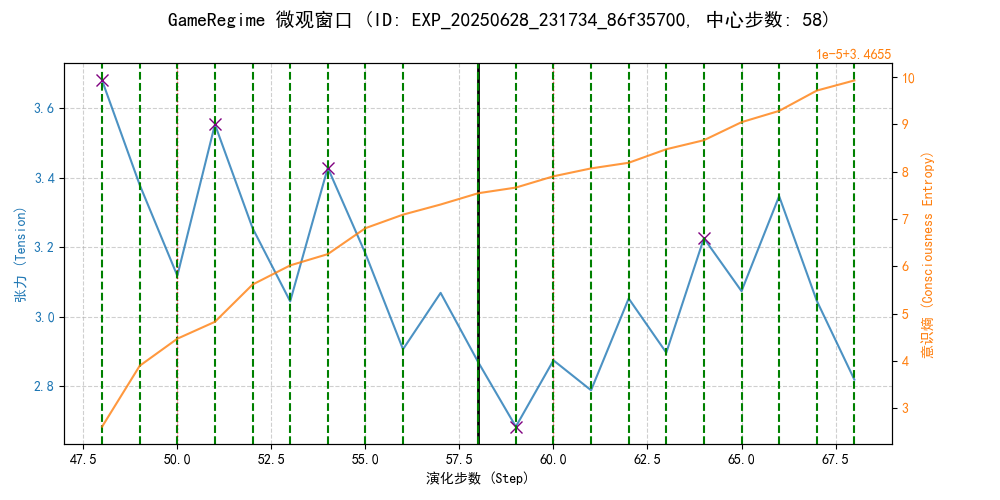 GameRegime 微观窗口 (ID: EXP_20250628_231734_86f35700, 中心步数: 58)
1e-5+3.4655
张力 (Tension)
3.6
3.4
3.2
3.0
2.8
10
9
8
7
6
5
4
3
意识熵 (Consciousness Entropy)
47.5 50.0 52.5 55.0 57.5 60.0 62.5 65.0 67.5
演化步数 (Step)